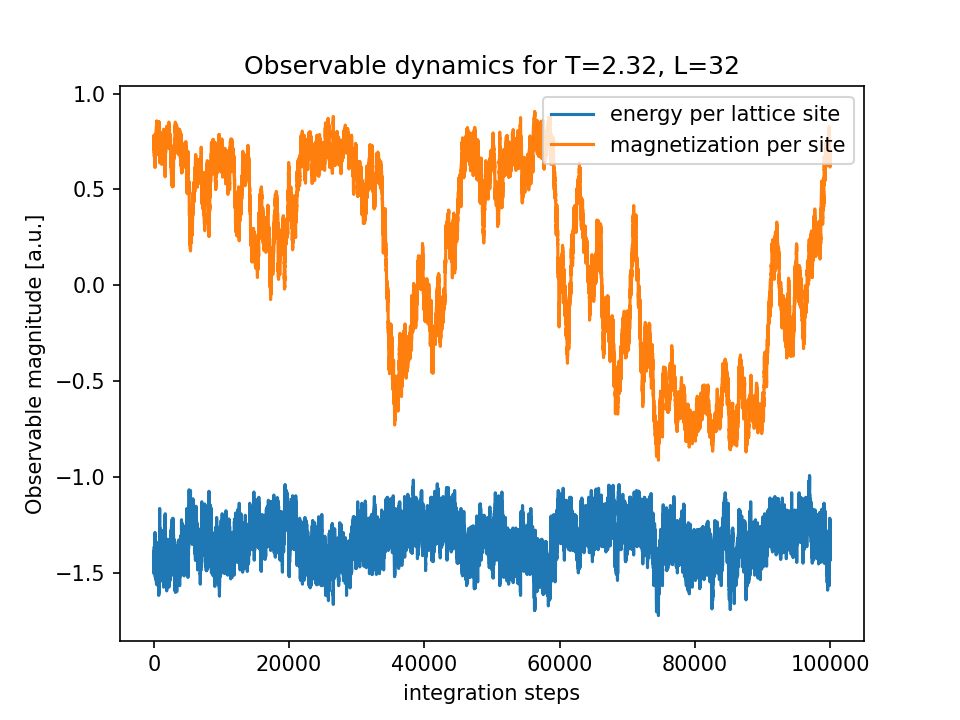 Observable dynamics for T=2.32, L=32
energy per lattice site
magnetization per site
Observable magnitude [a.u.]
1.0
0.5
0.0
−0.5
−1.0
−1.5
0 20000 40000 60000 80000 100000
integration steps